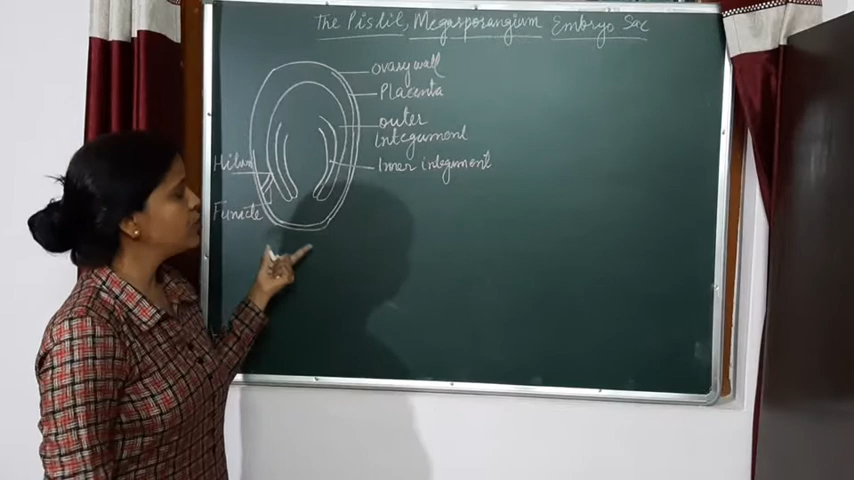 The Pistil, Megasporangium Embryo Sac
Ovary wall
Placenta
outer
Integument
Inner integument
Hilum
Funicle